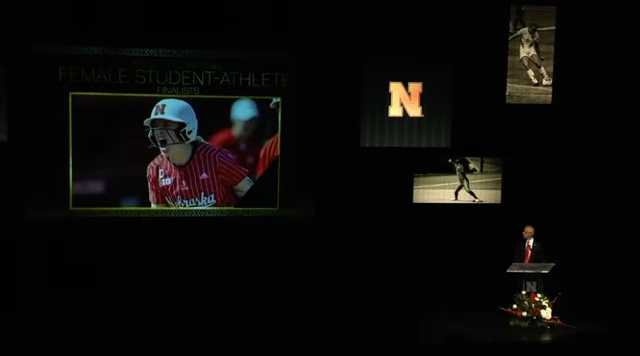 FEMALE STUDENT-ATHLETE
FINALISTS
N
Nebraska
N
N